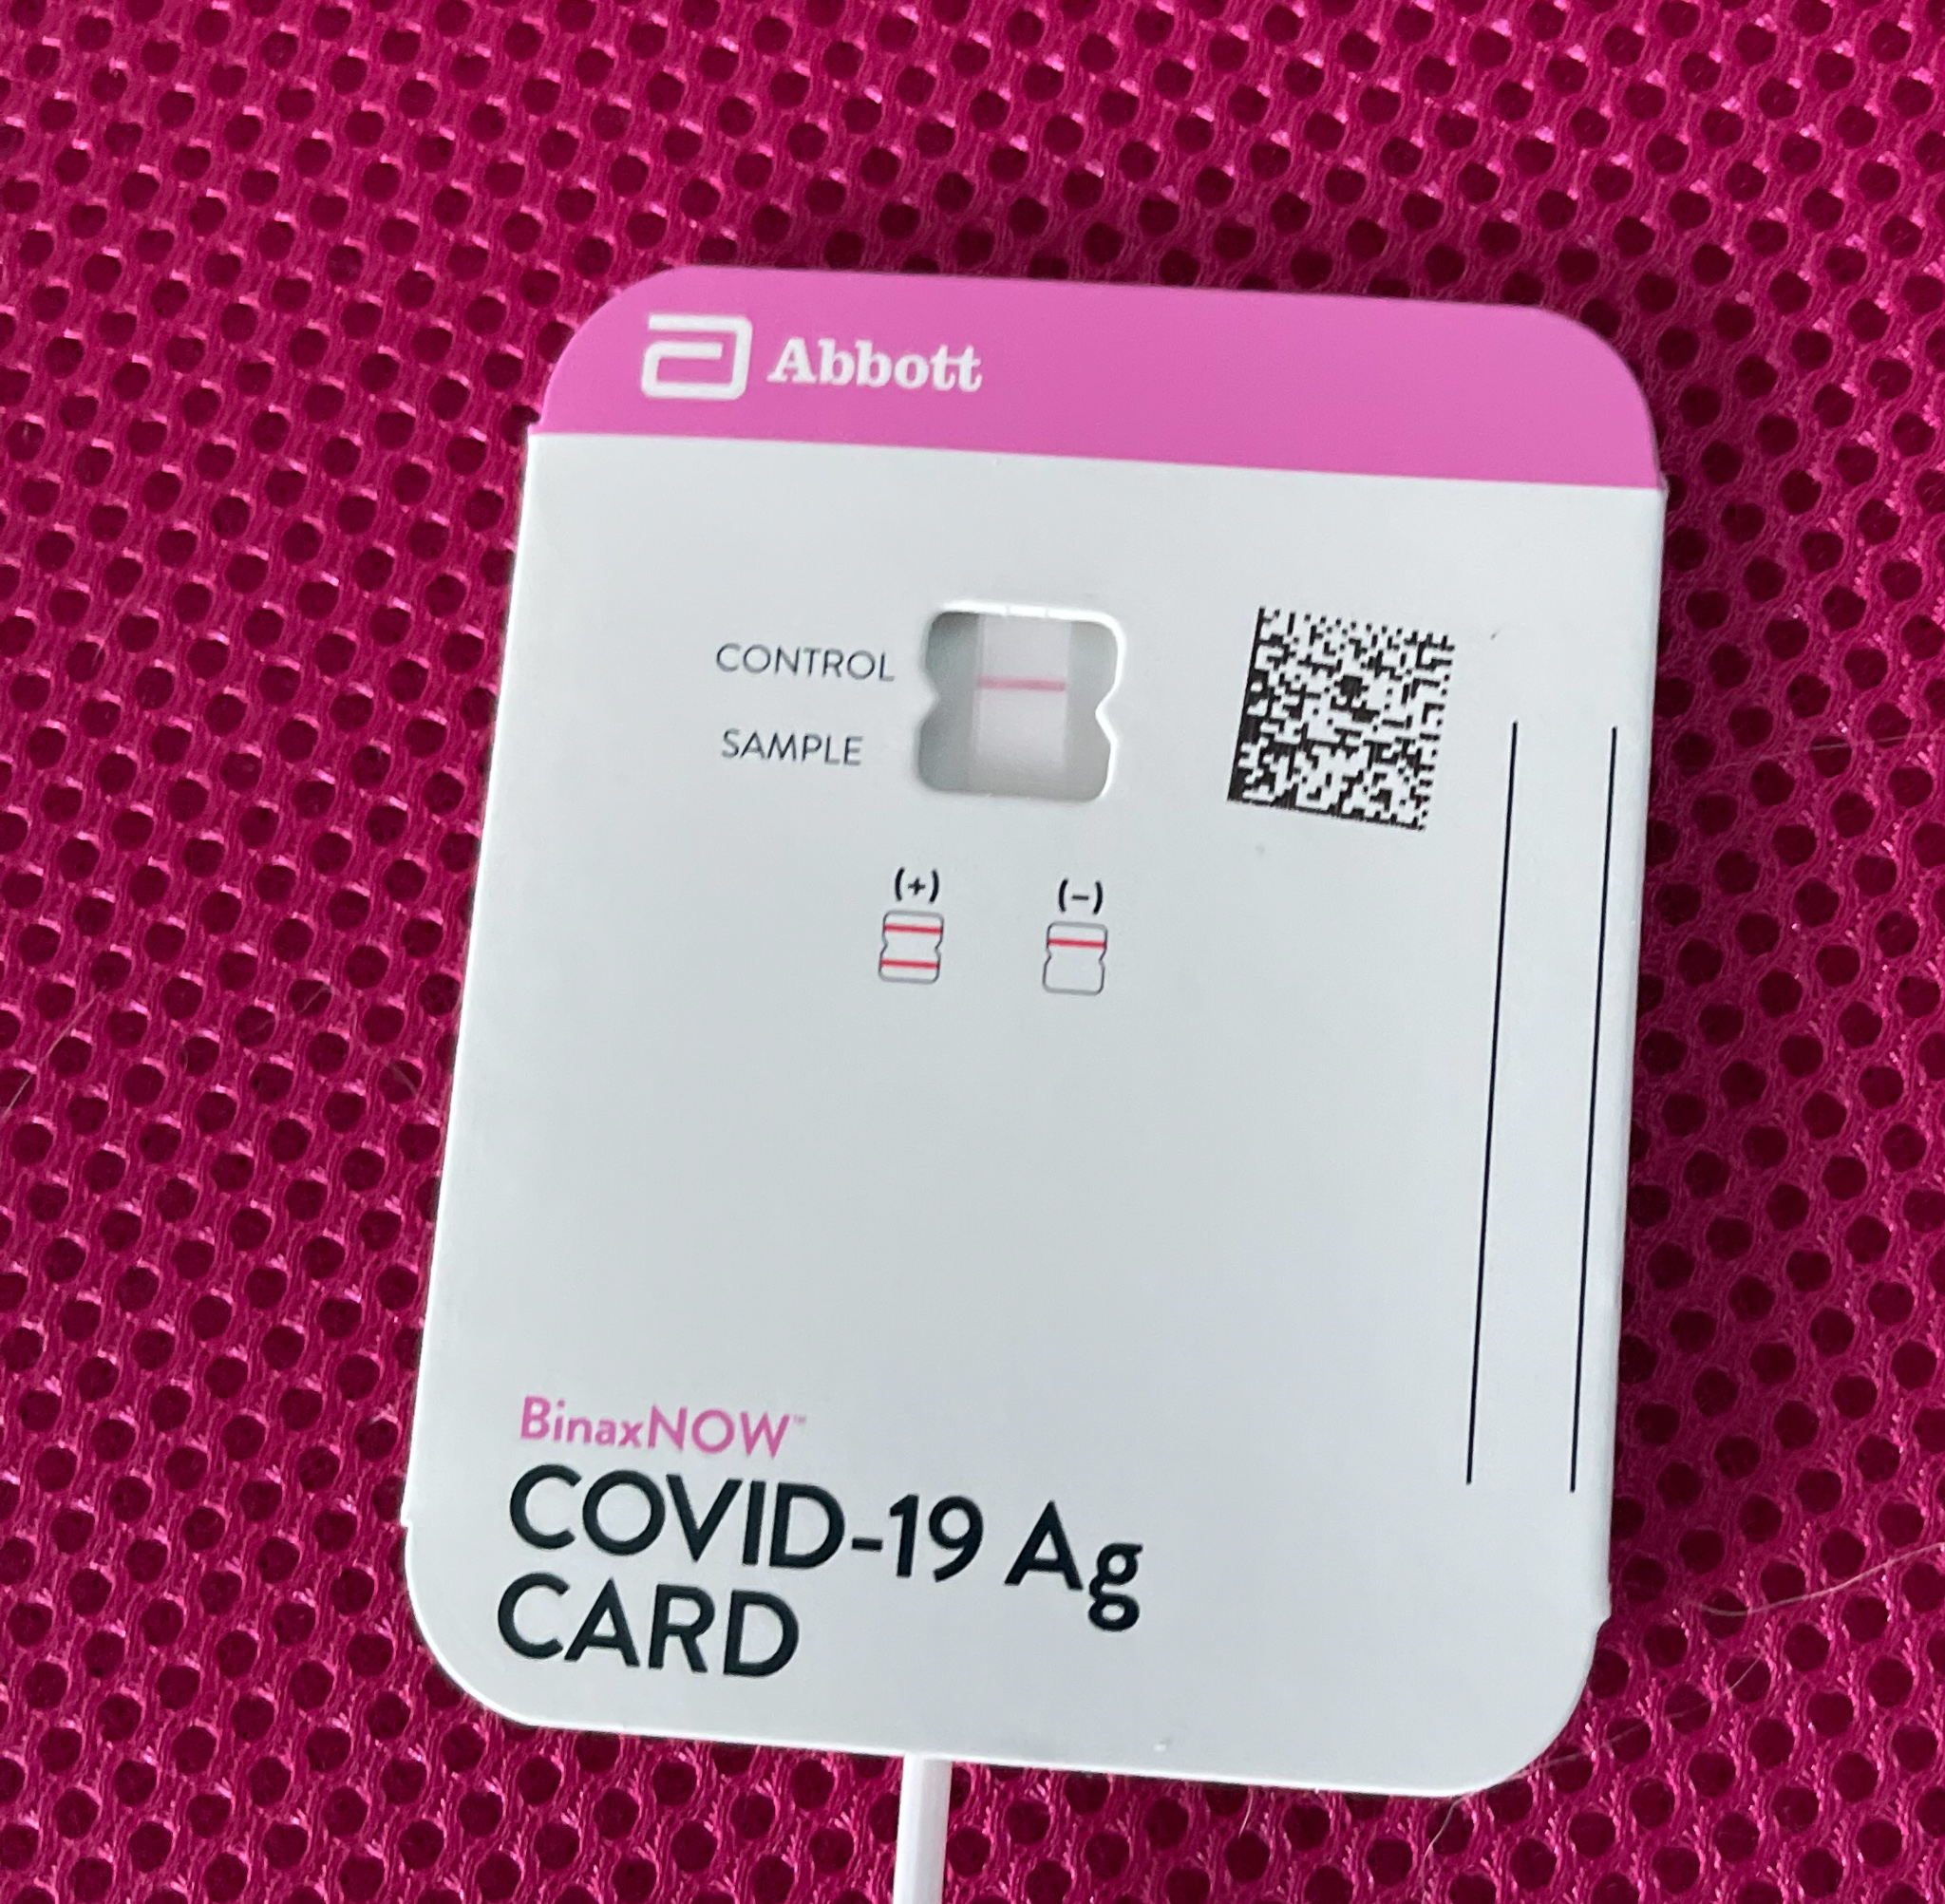 Abbott
CONTROL
SAMPLE
(+) (-)
BinaxNOW™
COVID-19 Ag
CARD